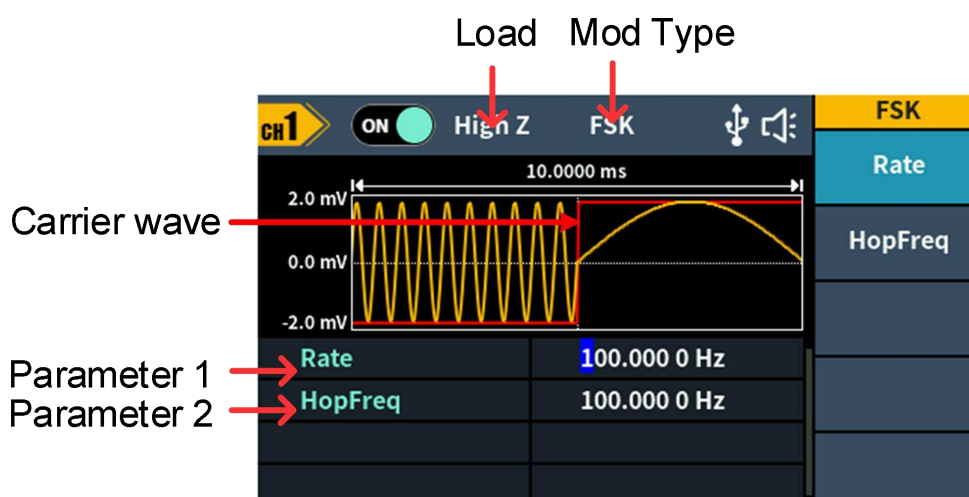 Load Mod Type
CH1 ON High Z FSK FSK
10.0000 ms Rate
2.0 mV
Carrier wave HopFreq
0.0 mV
-2.0 mV
Parameter 1 Rate 100.000 0 Hz
Parameter 2 HopFreq 100.000 0 Hz